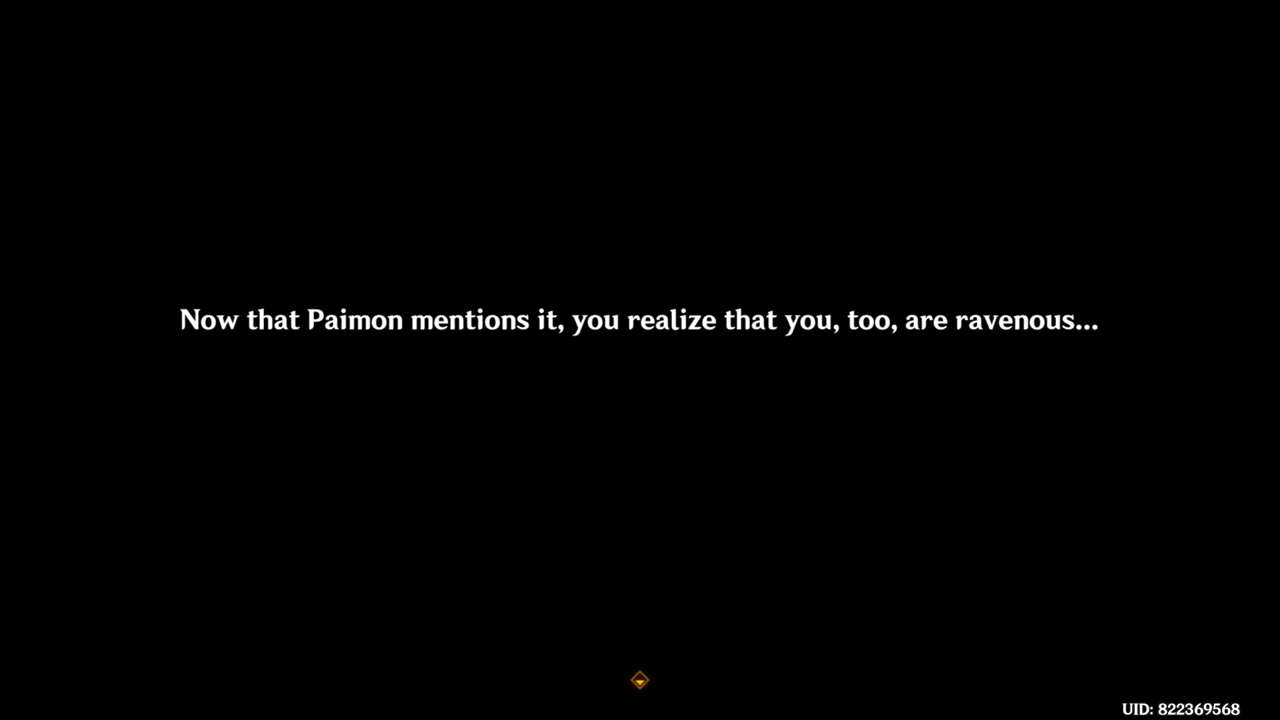 Now that Paimon mentions it, you realize that you, too, are ravenous...
UID: 822369568